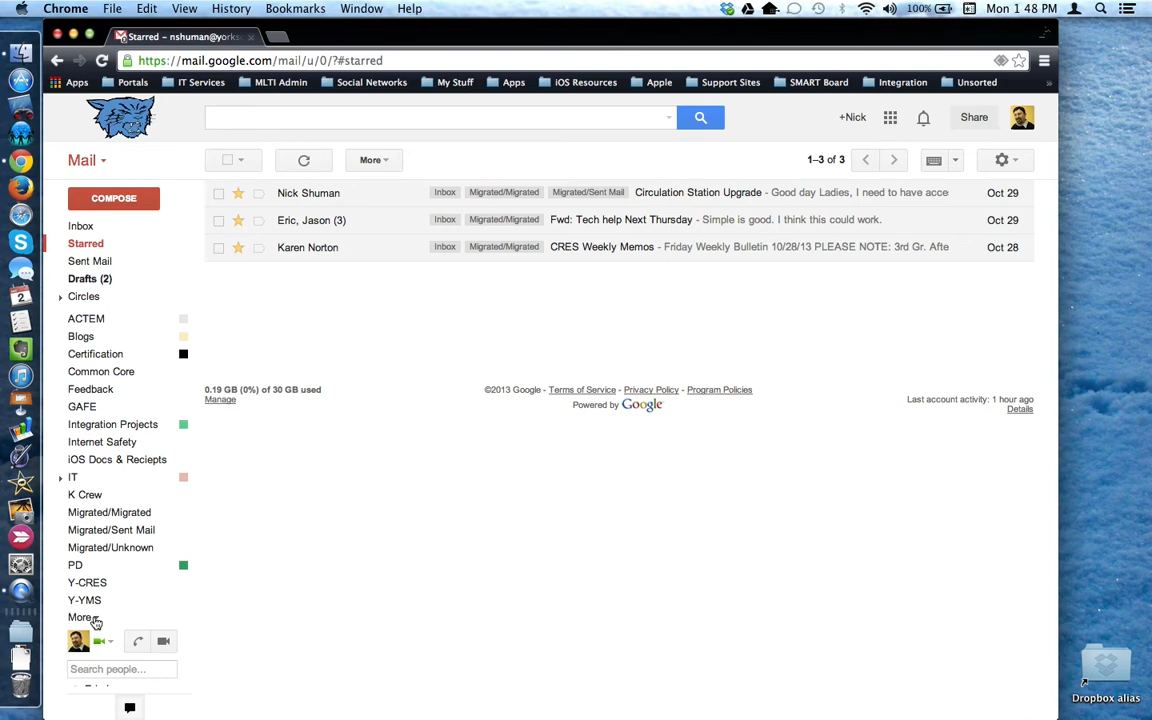 Chrome File Edit View History Bookmarks Window Help 100% Mon 1 48 PM
Starred – nshuman@yorks
https://mail.google.com/mail/u/0/?#starred
Apps Portals IT Services MLTI Admin Social Networks My Stuff Apps iOS Resources Apple Support Sites SMART Board Integration Unsorted »
+Nick Share
Mail More 1–3 of 3
COMPOSE
Nick Shuman Inbox Migrated/Migrated Migrated/Sent Mail Circulation Station Upgrade - Good day Ladies, I need to have acce Oct 29
Eric, Jason (3) Inbox Migrated/Migrated Fwd: Tech help Next Thursday - Simple is good. I think this could work. Oct 29
Karen Norton Inbox Migrated/Migrated CRES Weekly Memos - Friday Weekly Bulletin 10/28/13 PLEASE NOTE: 3rd Gr. Afte Oct 28
Inbox
Starred
Sent Mail
Drafts (2)
Circles
ACTEM
Blogs
Certification
Common Core
Feedback
GAFE
Integration Projects
Internet Safety
iOS Docs & Reciepts
IT
K Crew
Migrated/Migrated
Migrated/Sent Mail
Migrated/Unknown
PD
Y-CRES
Y-YMS
More
Search people...
0.19 GB (0%) of 30 GB used
Manage
©2013 Google - Terms of Service - Privacy Policy - Program Policies
Powered by Google
Last account activity: 1 hour ago
Details
2
Dropbox alias